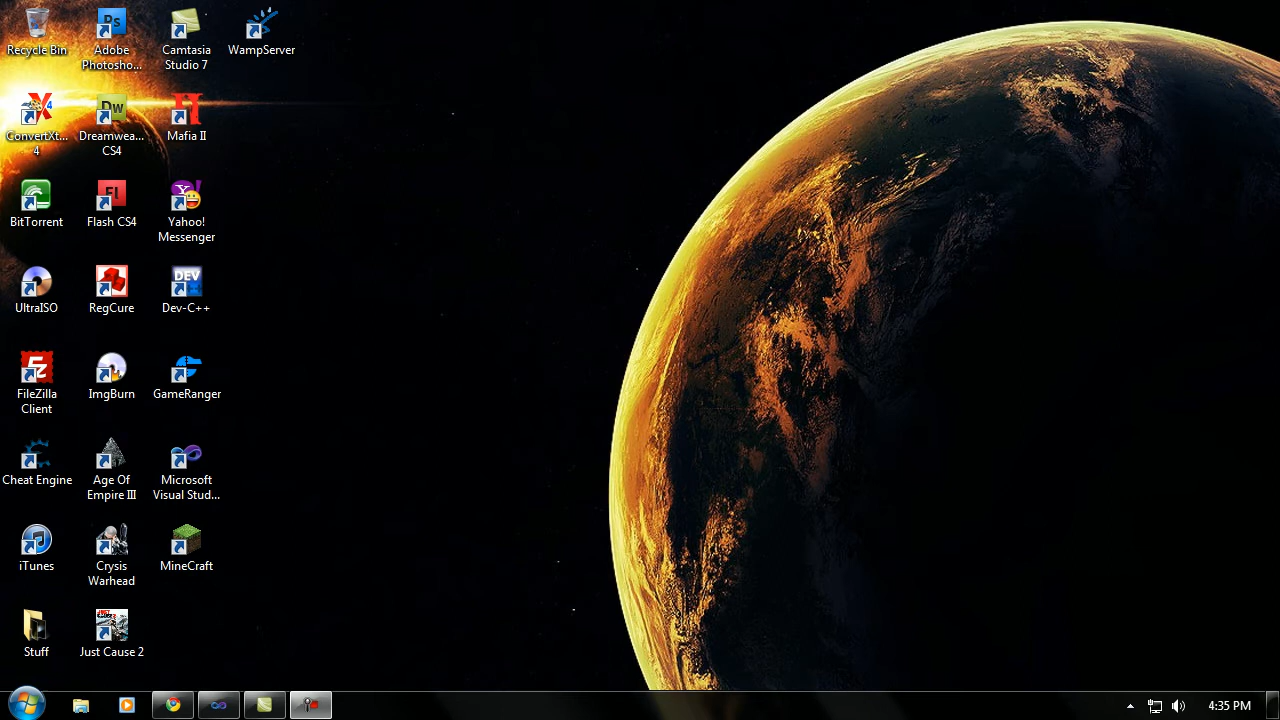 Recycle Bin
Adobe
Photosho...
Camtasia
Studio 7
WampServer
ConvertXt...
4
Dreamwea...
CS4
Mafia II
BitTorrent
Flash CS4
Yahoo!
Messenger
UltraISO
RegCure
Dev-C++
FileZilla
Client
ImgBurn
GameRanger
Cheat Engine
Age Of
Empire III
Microsoft
Visual Stud...
iTunes
Crysis
Warhead
MineCraft
Stuff
Just Cause 2
4:35 PM